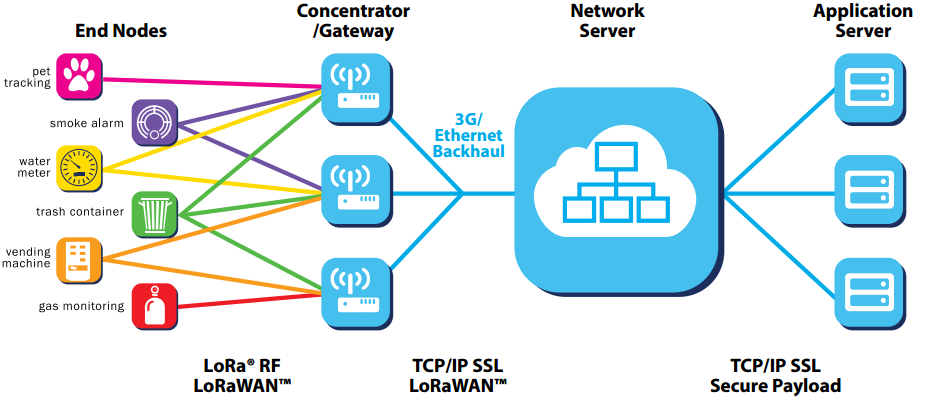 End Nodes
Concentrator
/Gateway
Network
Server
Application
Server
pet
tracking
smoke alarm
water
meter
trash container
vending
machine
gas monitoring
3G/
Ethernet
Backhaul
LoRa® RF
LoRaWAN™
TCP/IP SSL
LoRaWAN™
TCP/IP SSL
Secure Payload